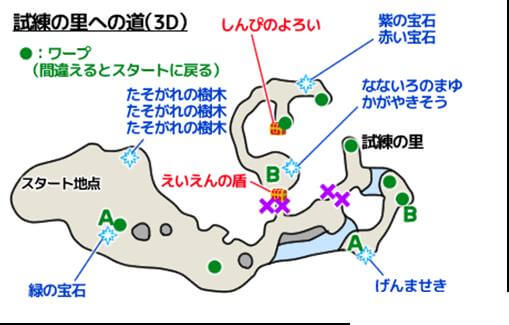 試練の里への道(3D)
●：ワープ
（間違えるとスタートに戻る）
しんぴのよろい
紫の宝石
赤い宝石
たそがれの樹木
たそがれの樹木
たそがれの樹木
なないろのまゆ
かがやきそう
試練の里
スタート地点
えいえんの盾
B
B
A
A
緑の宝石
げんませき